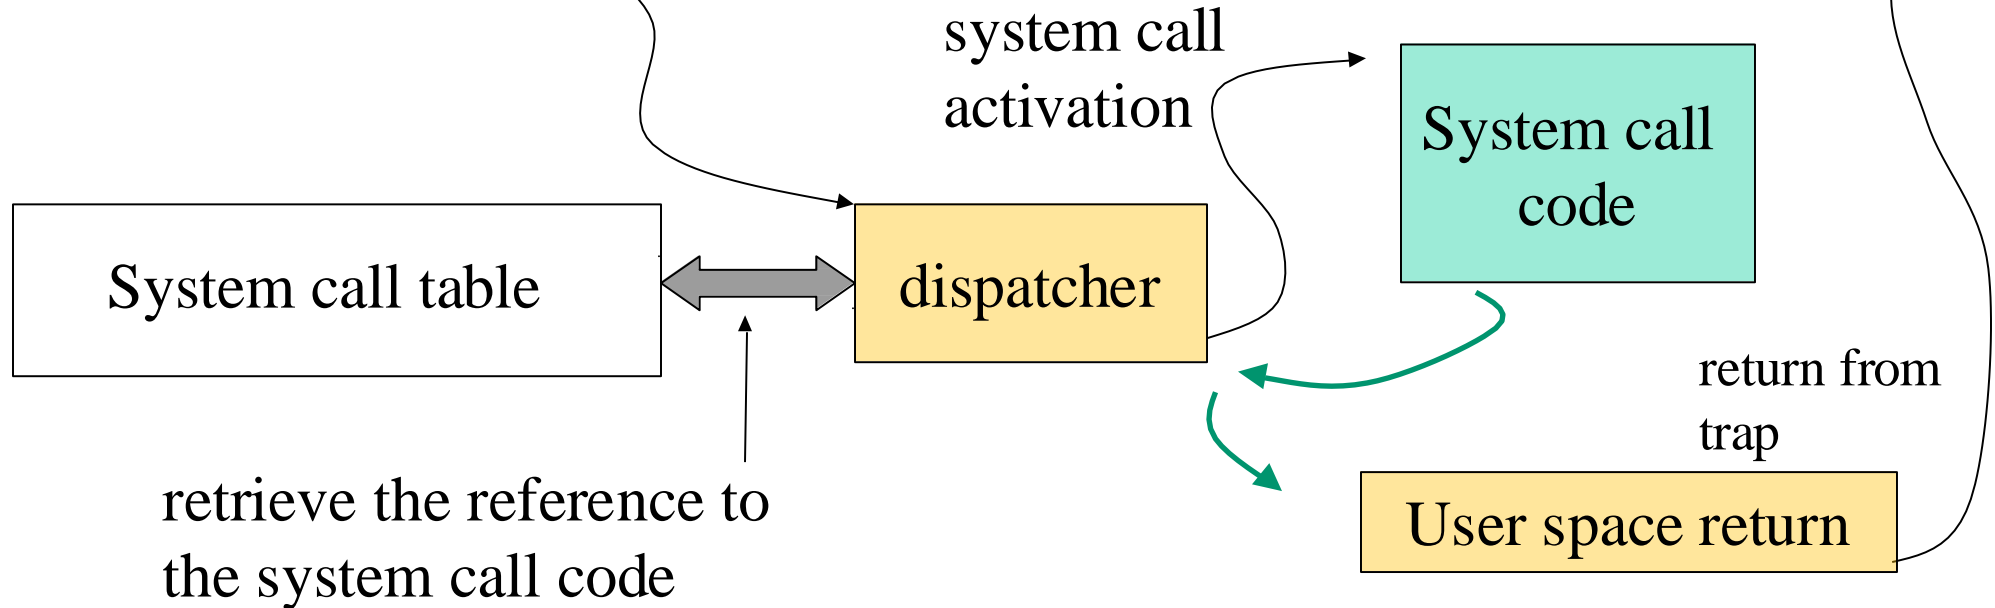 system call
activation
System call
code
System call table
dispatcher
return from
trap
retrieve the reference to
the system call code
User space return